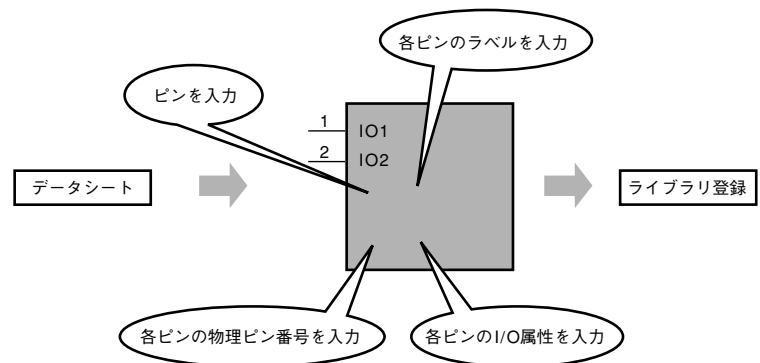 各ピンのラベルを入力
ピンを入力
1
IO1
2
IO2
データシート
ライブラリ登録
各ピンの物理ピン番号を入力
各ピンのI/O属性を入力